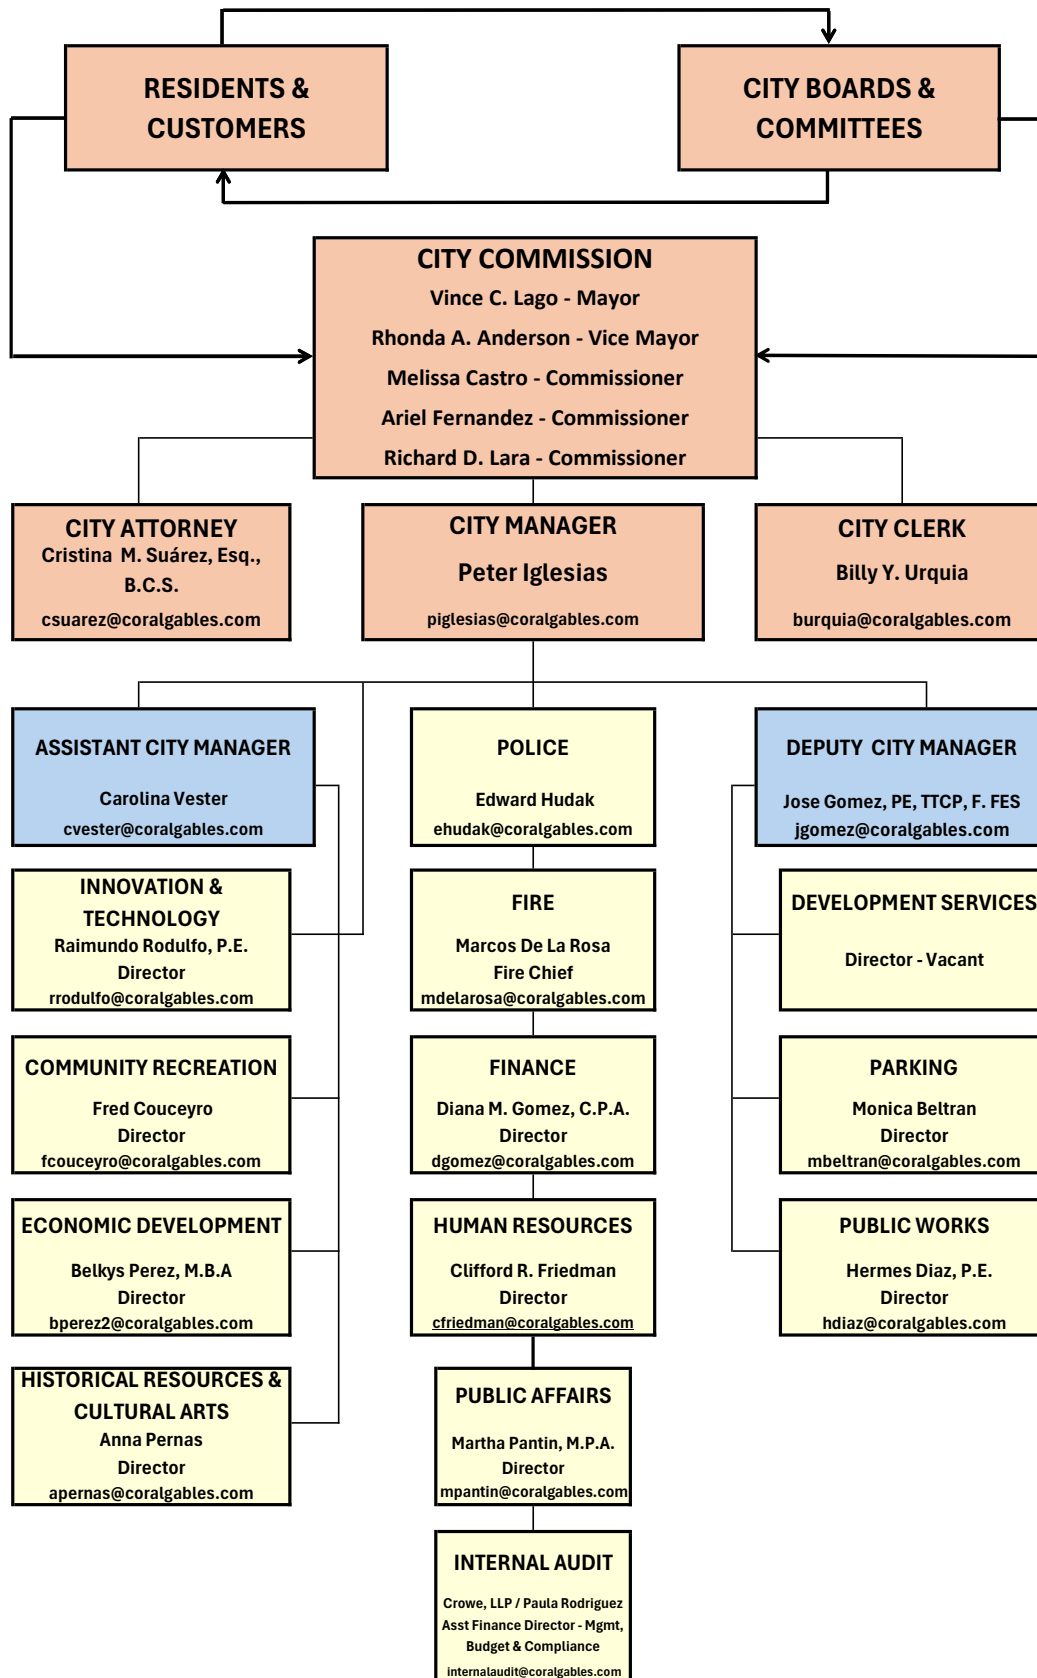 RESIDENTS &
CUSTOMERS
CITY BOARDS &
COMMITTEES
CITY COMMISSION
Vince C. Lago - Mayor
Rhonda A. Anderson - Vice Mayor
Melissa Castro - Commissioner
Ariel Fernandez - Commissioner
Richard D. Lara - Commissioner
CITY ATTORNEY
Cristina M. Suárez, Esq.,
B.C.S.
csuarez@coralgables.com
CITY MANAGER
Peter Iglesias
piglesias@coralgables.com
CITY CLERK
Billy Y. Urquia
burquia@coralgables.com
ASSISTANT CITY MANAGER
Carolina Vester
cvester@coralgables.com
POLICE
Edward Hudak
ehudak@coralgables.com
DEPUTY CITY MANAGER
Jose Gomez, PE, TTCP, F. FES
jgomez@coralgables.com
INNOVATION &
TECHNOLOGY
Raimundo Rodulfo, P.E.
Director
rrodulfo@coralgables.com
FIRE
Marcos De La Rosa
Fire Chief
mdelarosa@coralgables.com
DEVELOPMENT SERVICES
Director - Vacant
COMMUNITY RECREATION
Fred Couceyro
Director
fcouceyro@coralgables.com
FINANCE
Diana M. Gomez, C.P.A.
Director
dgomez@coralgables.com
PARKING
Monica Beltran
Director
mbeltran@coralgables.com
ECONOMIC DEVELOPMENT
Belkys Perez, M.B.A
Director
bperez2@coralgables.com
HUMAN RESOURCES
Clifford R. Friedman
Director
cfriedman@coralgables.com
PUBLIC WORKS
Hermes Diaz, P.E.
Director
hdiaz@coralgables.com
HISTORICAL RESOURCES &
CULTURAL ARTS
Anna Pernas
Director
apernas@coralgables.com
PUBLIC AFFAIRS
Martha Pantin, M.P.A.
Director
mpantin@coralgables.com
INTERNAL AUDIT
Crowe, LLP / Paula Rodriguez
Asst Finance Director - Mgmt,
Budget & Compliance
internalaudit@coralgables.com